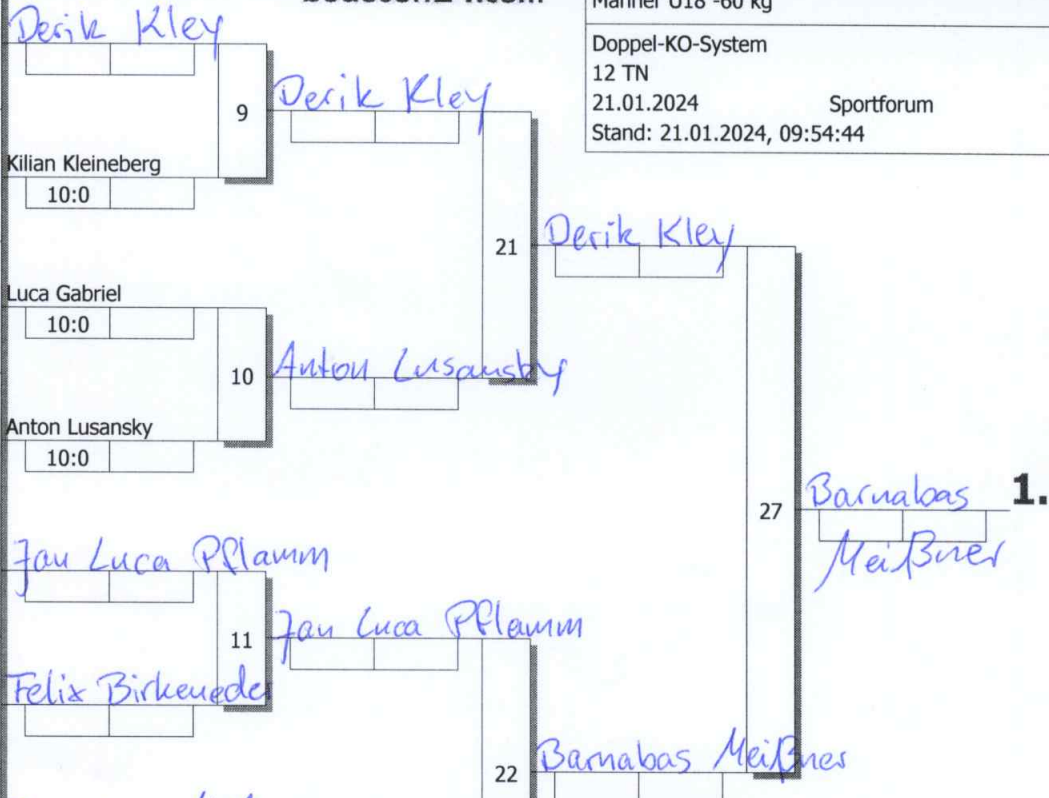 Männer U18 -60 kg
Doppel-KO-System
12 TN
21.01.2024 Sportforum
Stand: 21.01.2024, 09:54:44
Derik Kley
9
Derik Kley
Kilian Kleineberg
10:0
21
Derik Kley
Luca Gabriel
10:0
10
Anton Lusansky
Anton Lusansky
10:0
27
Barnabas
Meißner
1.
Jan Luca Pflamm
11
Jan Luca Pflamm
Felix Birkeneder
22
Barnabas Meißner